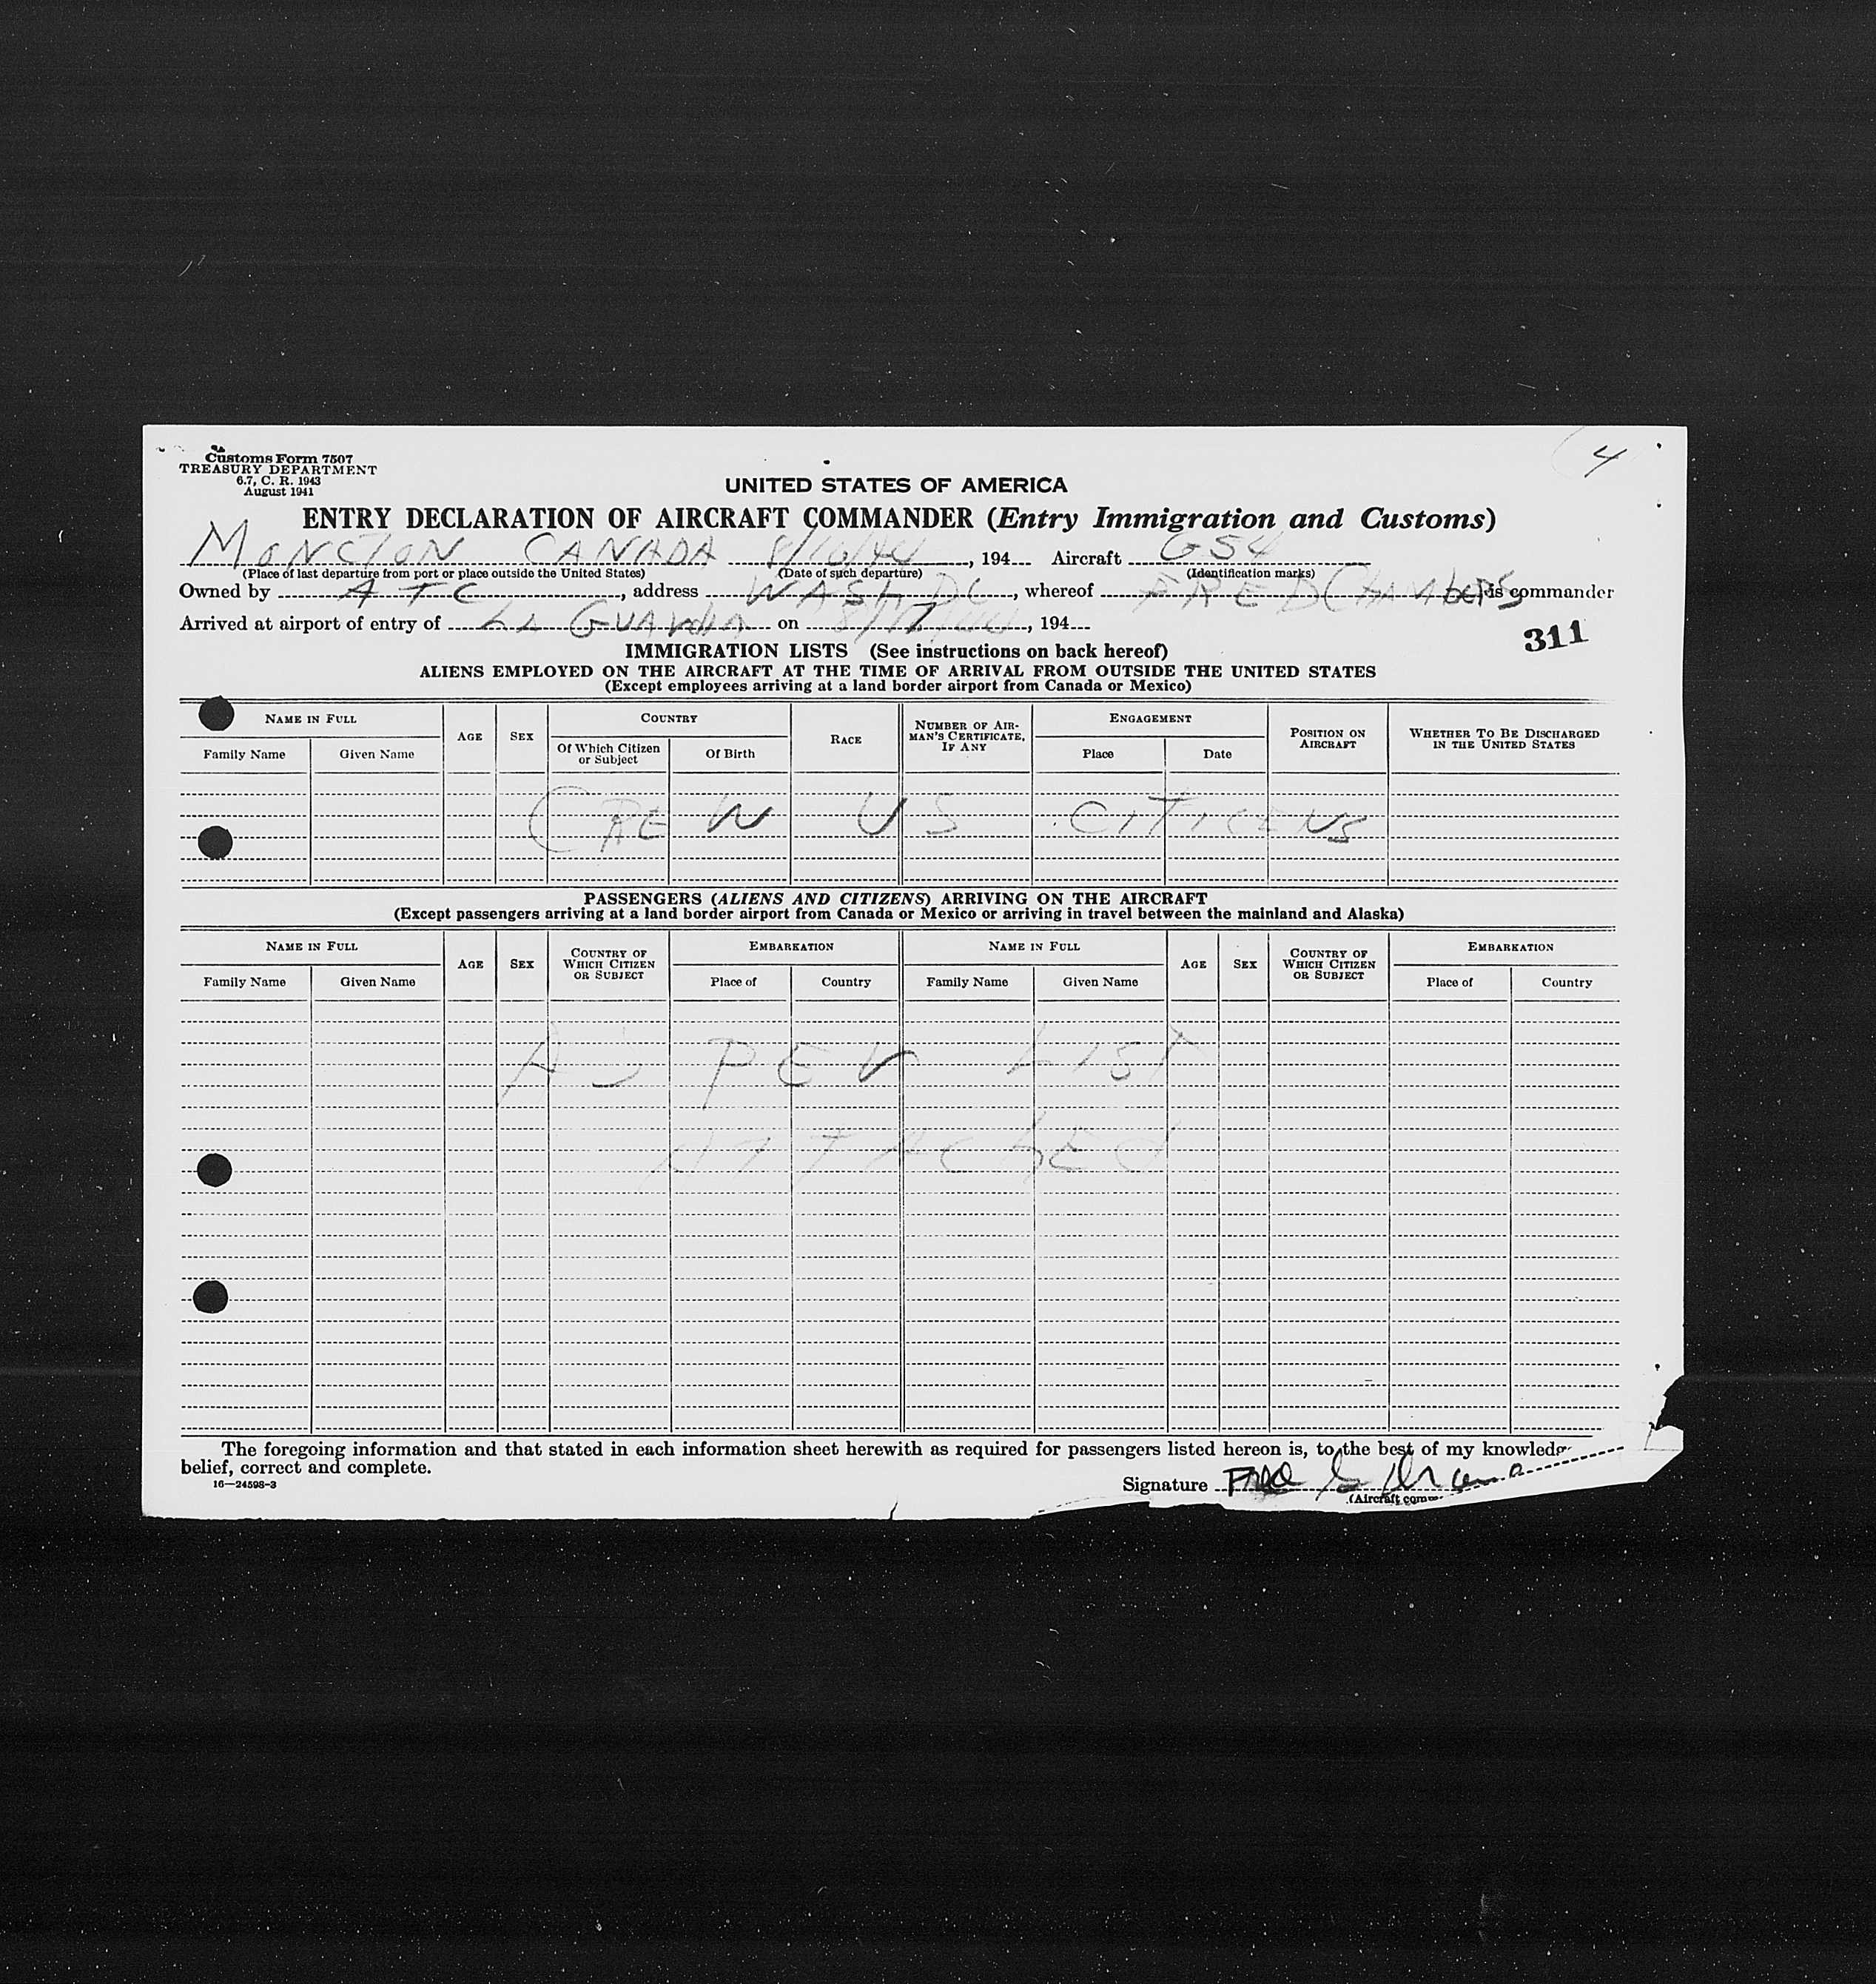 4
Customs Form 7507
TREASURY DEPARTMENT
6.7, C. R. 1943
August 1941
UNITED STATES OF AMERICA
ENTRY DECLARATION OF AIRCRAFT COMMANDER (Entry Immigration and Customs)
MONCTON CANADA 8/16/44, 194 Aircraft G54
(Place of last departure from port or place outside the United States) (Date of such departure) (Identification marks)
Owned by ATC, address WASH DC, whereof FRED CHAMbERS is commander
Arrived at airport of entry of LA GUARdIA on 8/17/44, 194
311
IMMIGRATION LISTS (See instructions on back hereof)
ALIENS EMPLOYED ON THE AIRCRAFT AT THE TIME OF ARRIVAL FROM OUTSIDE THE UNITED STATES
(Except employees arriving at a land border airport from Canada or Mexico)
NAME IN FULL AGE SEX COUNTRY RACE NUMBER OF AIRMAN'S CERTIFICATE, IF ANY ENGAGEMENT POSITION ON AIRCRAFT WHETHER TO BE DISCHARGED IN THE UNITED STATES
Family Name Given Name Of Which Citizen or Subject Of Birth Place Date
CREW US CITICENS
PASSENGERS (ALIENS AND CITIZENS) ARRIVING ON THE AIRCRAFT
(Except passengers arriving at a land border airport from Canada or Mexico or arriving in travel between the mainland and Alaska)
NAME IN FULL AGE SEX COUNTRY OF WHICH CITIZEN OR SUBJECT EMBARKATION NAME IN FULL AGE SEX COUNTRY OF WHICH CITIZEN OR SUBJECT EMBARKATION
Family Name Given Name Place of Country Family Name Given Name Place of Country
AS PER LIST
ATTACHED
The foregoing information and that stated in each information sheet herewith as required for passengers listed hereon is, to the best of my knowledg
belief, correct and complete.
16—24598-3
Signature Fred
(Aircraft com